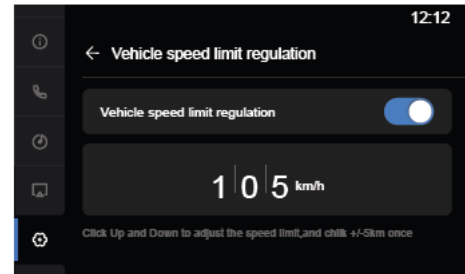 12:12
← Vehicle speed limit regulation
Vehicle speed limit regulation
1 0 5 km/h
Click Up and Down to adjust the speed limit,and chlik +/-5km once